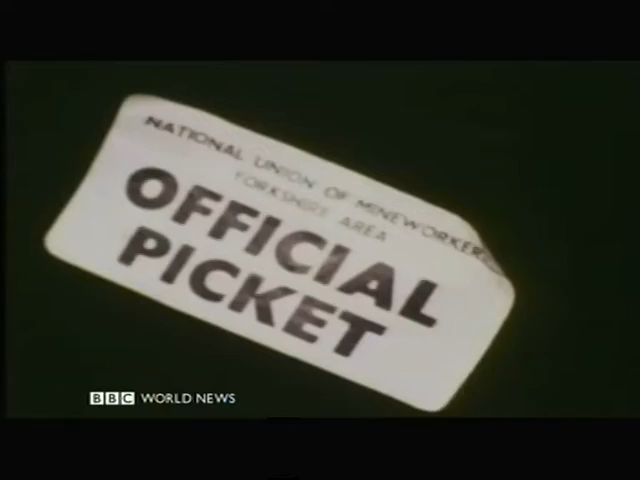 NATIONAL UNION OF MINEWORKERS
YORKSHIRE AREA
OFFICIAL
PICKET
BBC WORLD NEWS